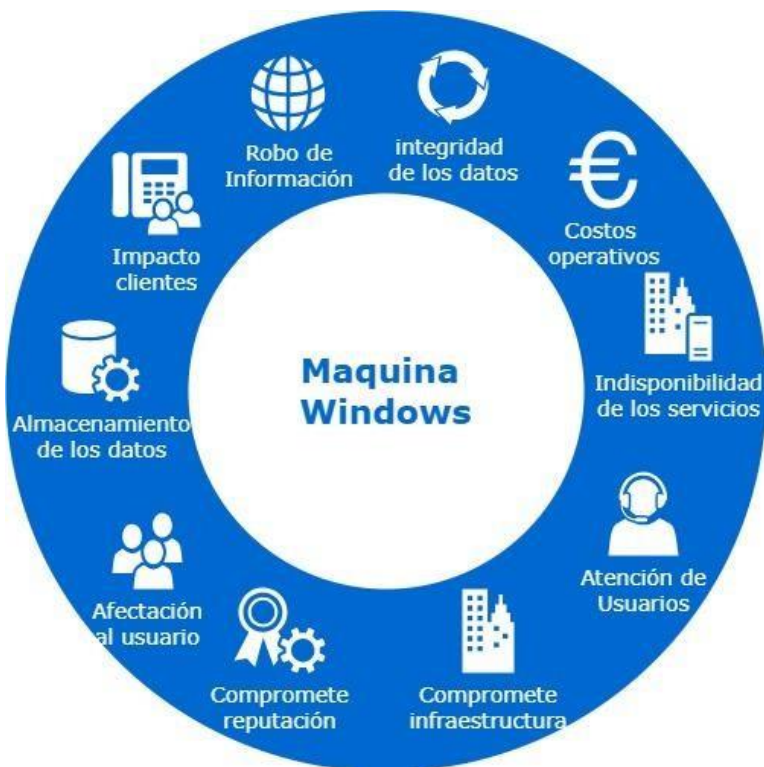 Robo de
Información
integridad
de los datos
€
Costos
operativos
Indisponibilidad
de los servicios
Atención de
Usuarios
Compromete
infraestructura
Compromete
reputación
Afectación
al usuario
Almacenamiento
de los datos
Impacto
clientes
Maquina
Windows